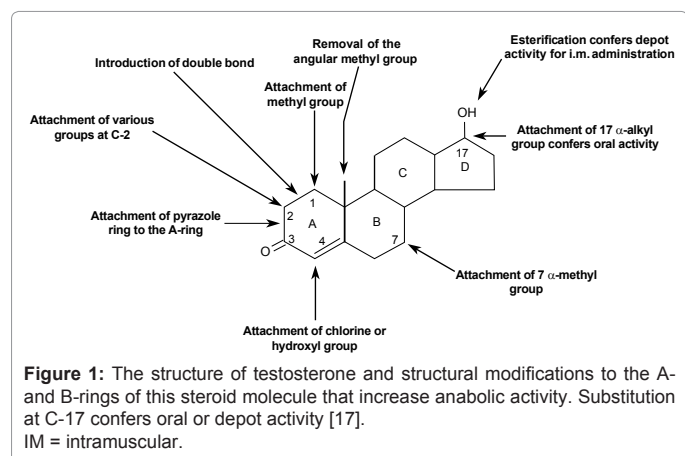 Removal of the
angular methyl group
Esterification confers depot
activity for i.m. administration
Introduction of double bond
Attachment of
methyl group
Attachment of various
groups at C-2
OH
Attachment of 17 α-alkyl
group confers oral activity
17
D
C
1
2
A
B
Attachment of pyrazole
ring to the A-ring
3
4
7
O
Attachment of 7 α-methyl
group
Attachment of chlorine or
hydroxyl group
Figure 1: The structure of testosterone and structural modifications to the A-
and B-rings of this steroid molecule that increase anabolic activity. Substitution
at C-17 confers oral or depot activity [17].
IM = intramuscular.